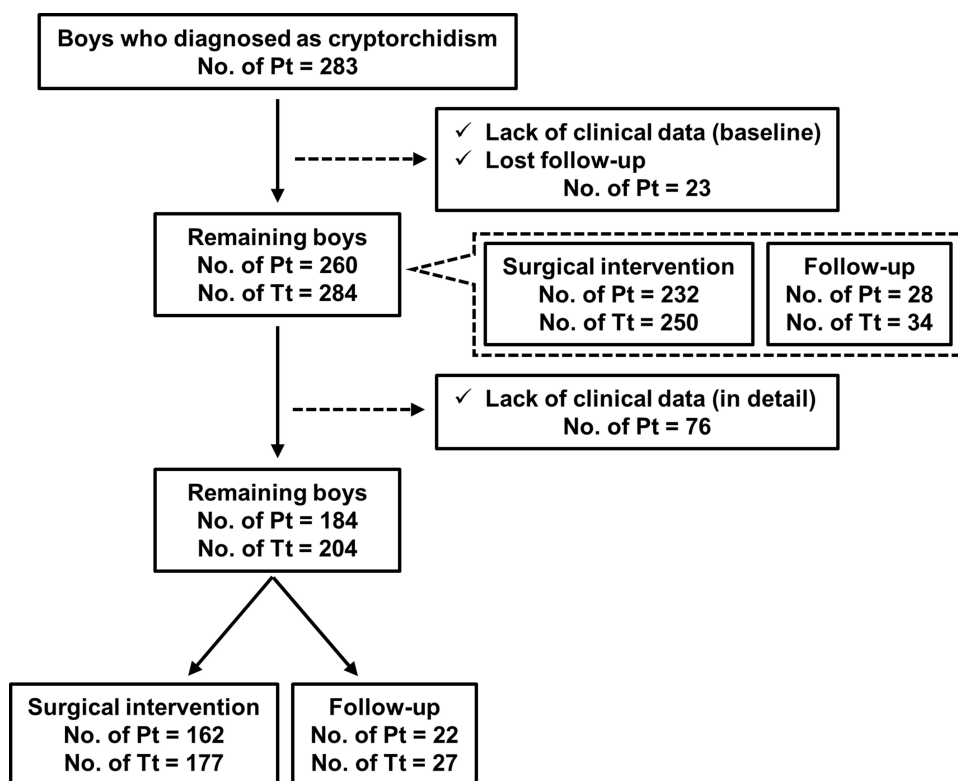 Boys who diagnosed as cryptorchidism
No. of Pt = 283
✓ Lack of clinical data (baseline)
✓ Lost follow-up
No. of Pt = 23
Remaining boys
No. of Pt = 260
No. of Tt = 284
Surgical intervention
No. of Pt = 232
No. of Tt = 250
Follow-up
No. of Pt = 28
No. of Tt = 34
✓ Lack of clinical data (in detail)
No. of Pt = 76
Remaining boys
No. of Pt = 184
No. of Tt = 204
Surgical intervention
No. of Pt = 162
No. of Tt = 177
Follow-up
No. of Pt = 22
No. of Tt = 27